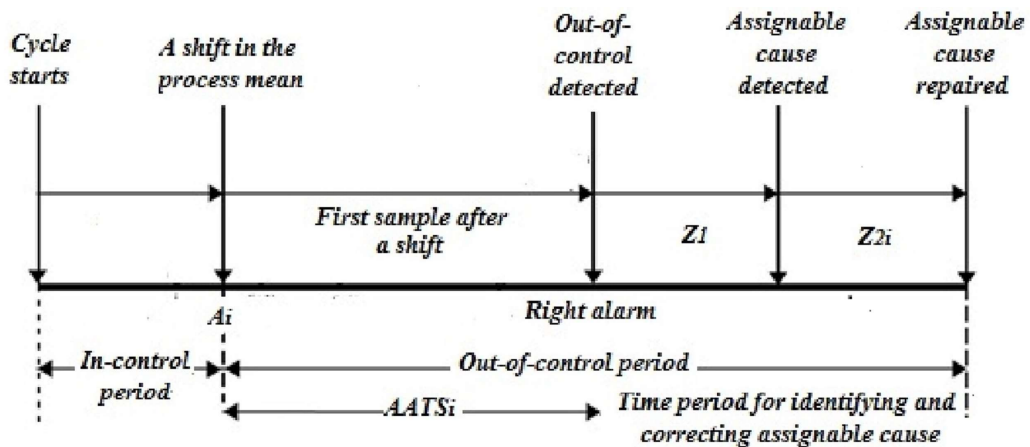 Cycle
starts
A shift in the
process mean
Out-of-
control
detected
Assignable
cause
detected
Assignable
cause
repaired
First sample after
a shift
Z1
Z2i
Ai
Right alarm
In-control
period
Out-of-control period
AATSi
Time period for identifying and
correcting assignable cause